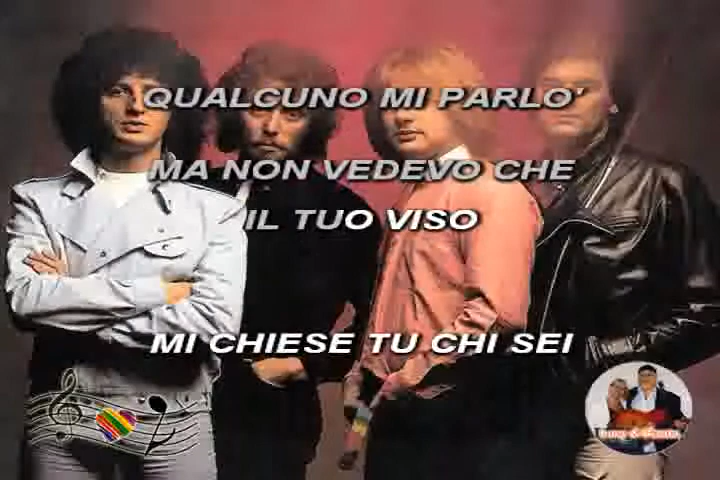 QUALCUNO MI PARLO'
MA NON VEDEVO CHE
IL TUO VISO
MI CHIESE TU CHI SEI